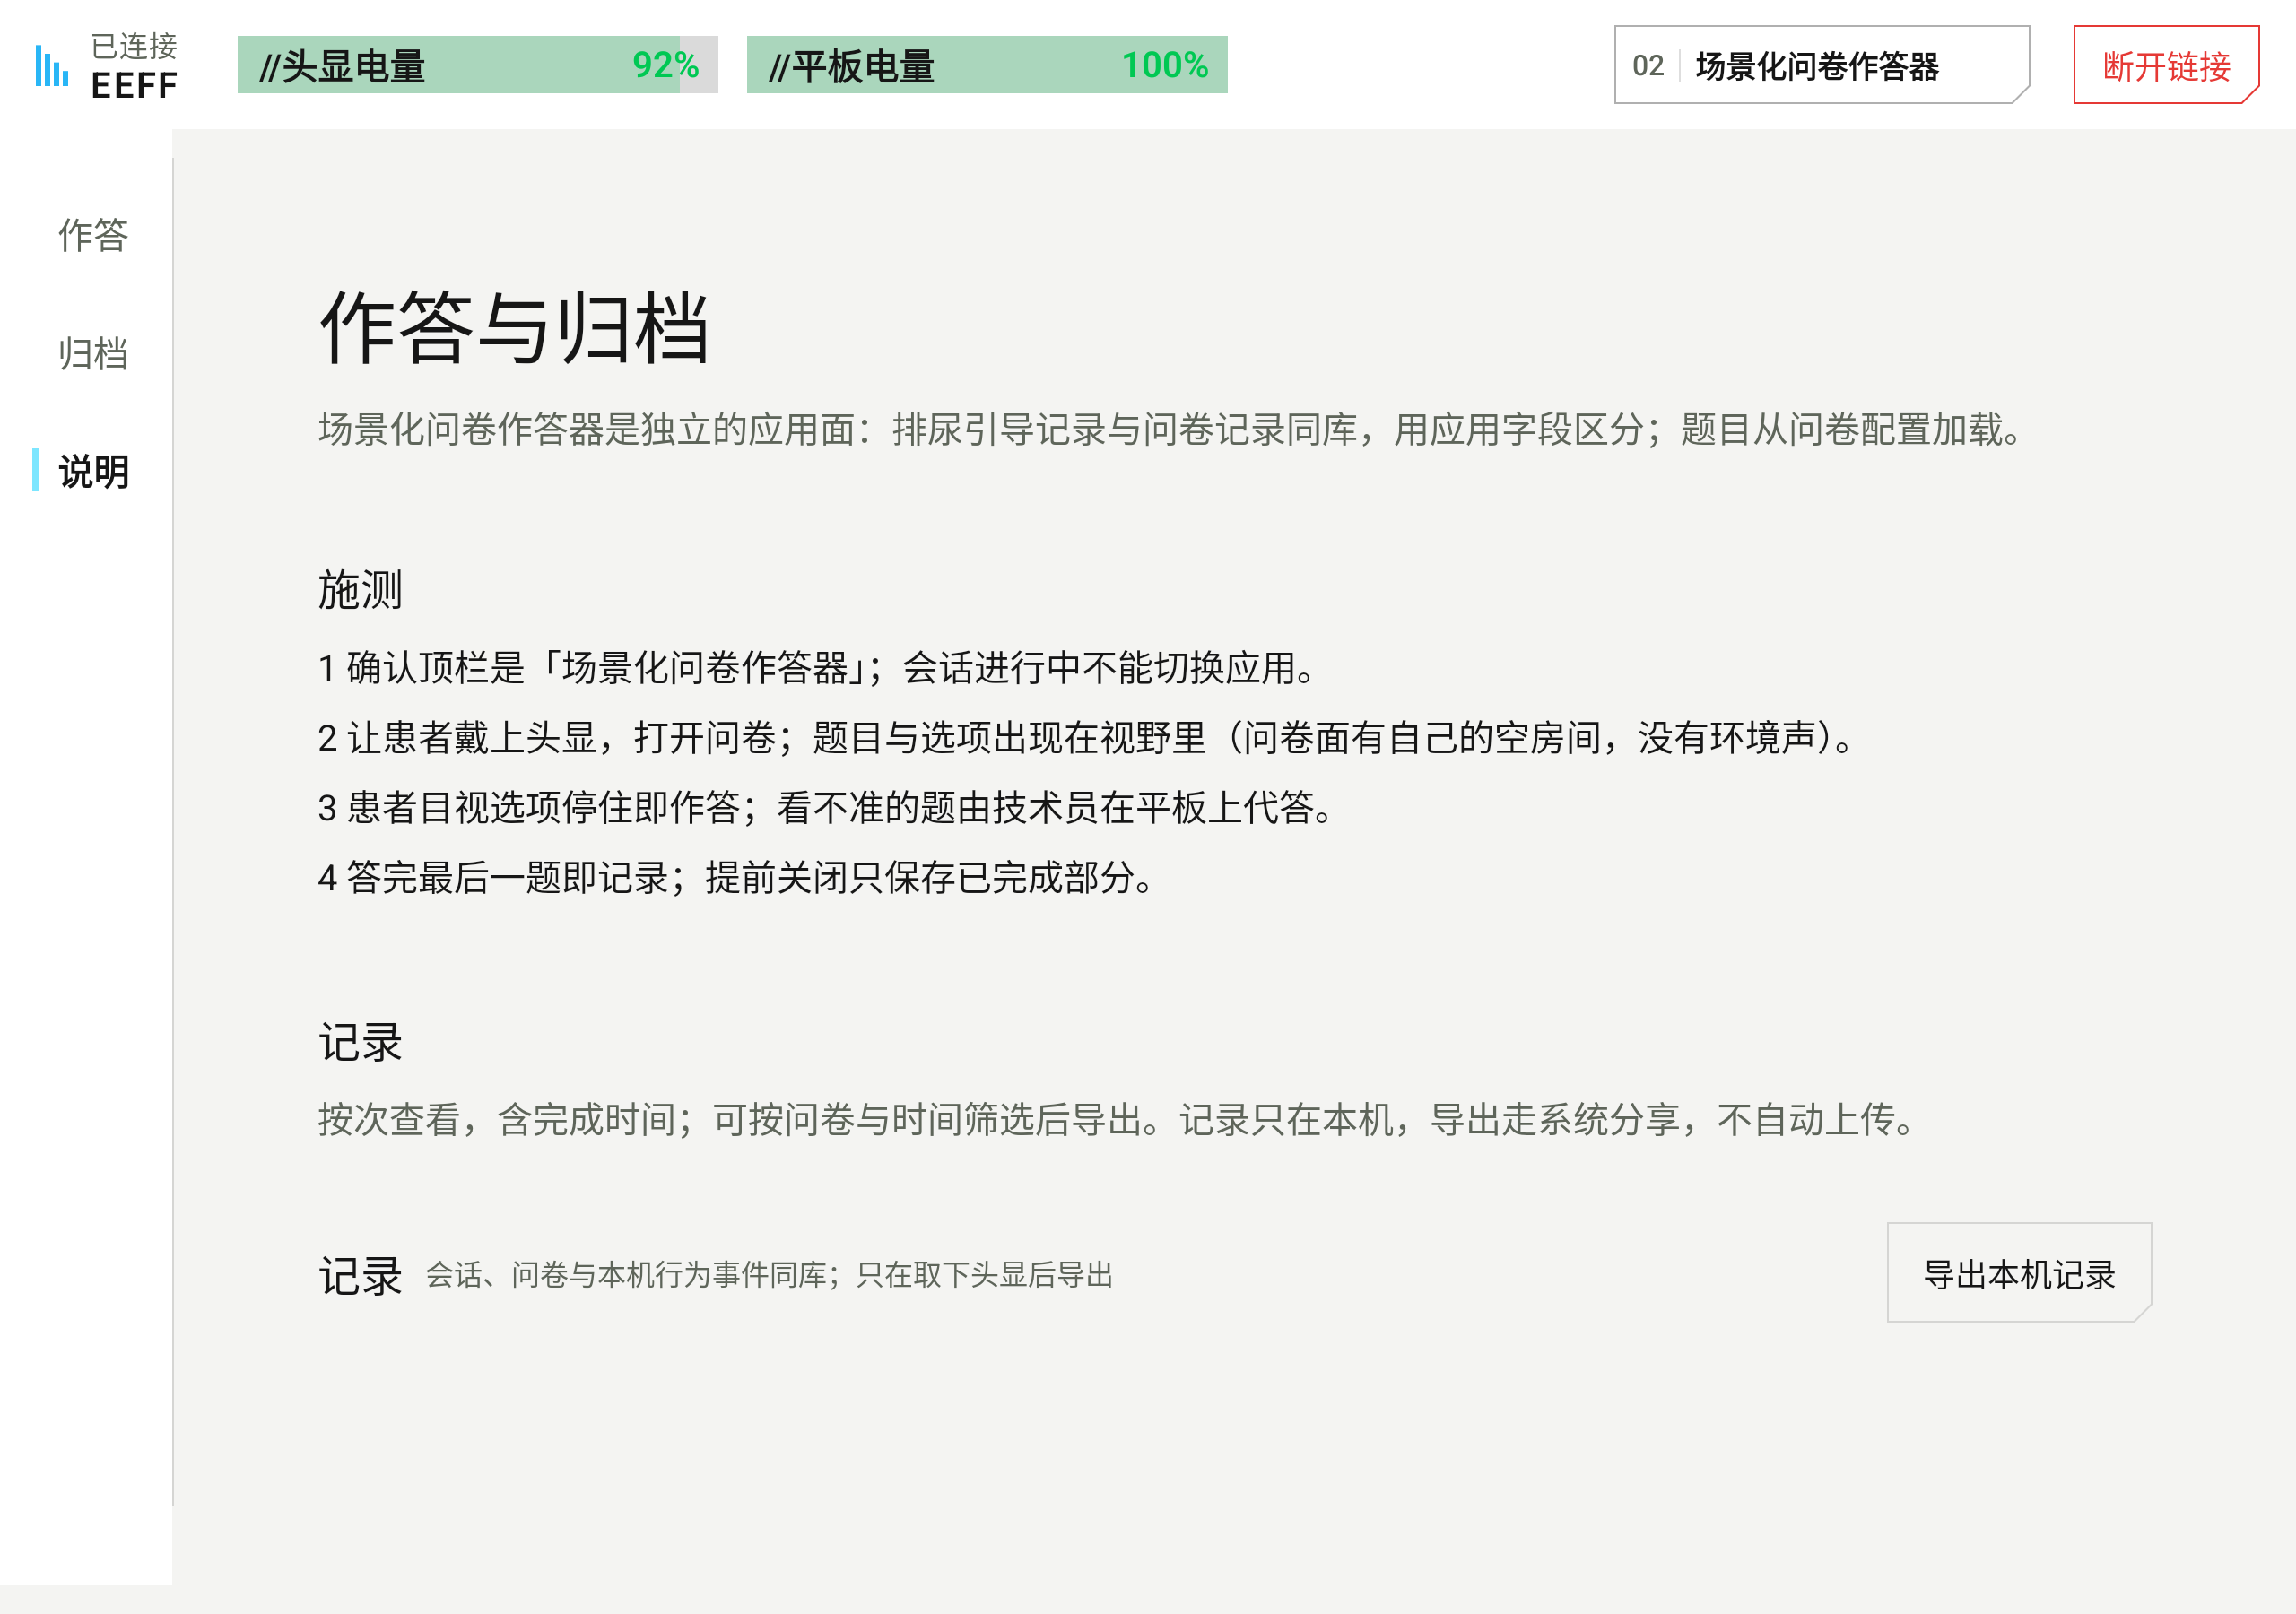 已连接
EEFF
//头显电量 92%
//平板电量 100%
02 场景化问卷作答器
断开链接
作答
归档
说明
作答与归档
场景化问卷作答器是独立的应用面：排尿引导记录与问卷记录同库，用应用字段区分；题目从问卷配置加载。
施测
1 确认顶栏是「场景化问卷作答器」；会话进行中不能切换应用。
2 让患者戴上头显，打开问卷；题目与选项出现在视野里（问卷面有自己的空房间，没有环境声）。
3 患者目视选项停住即作答；看不准的题由技术员在平板上代答。
4 答完最后一题即记录；提前关闭只保存已完成部分。
记录
按次查看，含完成时间；可按问卷与时间筛选后导出。记录只在本机，导出走系统分享，不自动上传。
记录 会话、问卷与本机行为事件同库；只在取下头显后导出
导出本机记录